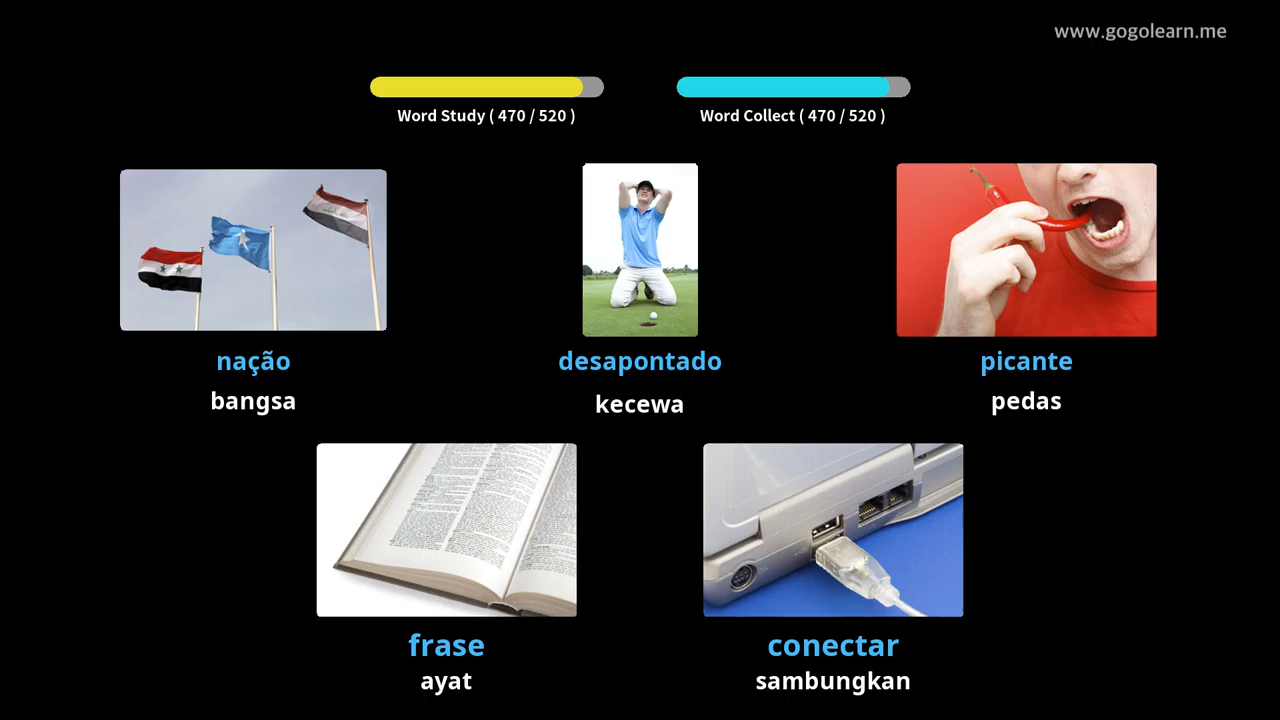 www.gogolearn.me
Word Study ( 470 / 520 )
Word Collect ( 470 / 520 )
nação
desapontado
picante
bangsa
kecewa
pedas
frase
conectar
ayat
sambungkan